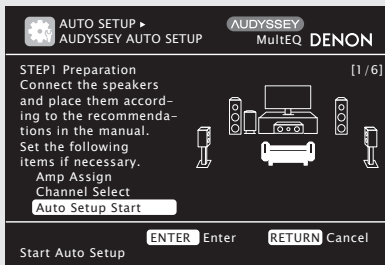 AUTO SETUP ▸
AUDYSSEY AUTO SETUP
AUDYSSEY
MultEQ DENON
STEP1 Preparation
[1/6]
Connect the speakers
and place them accord-
ing to the recommenda-
tions in the manual.
Set the following
items if necessary.
Amp Assign
Channel Select
Auto Setup Start
ENTER Enter RETURN Cancel
Start Auto Setup